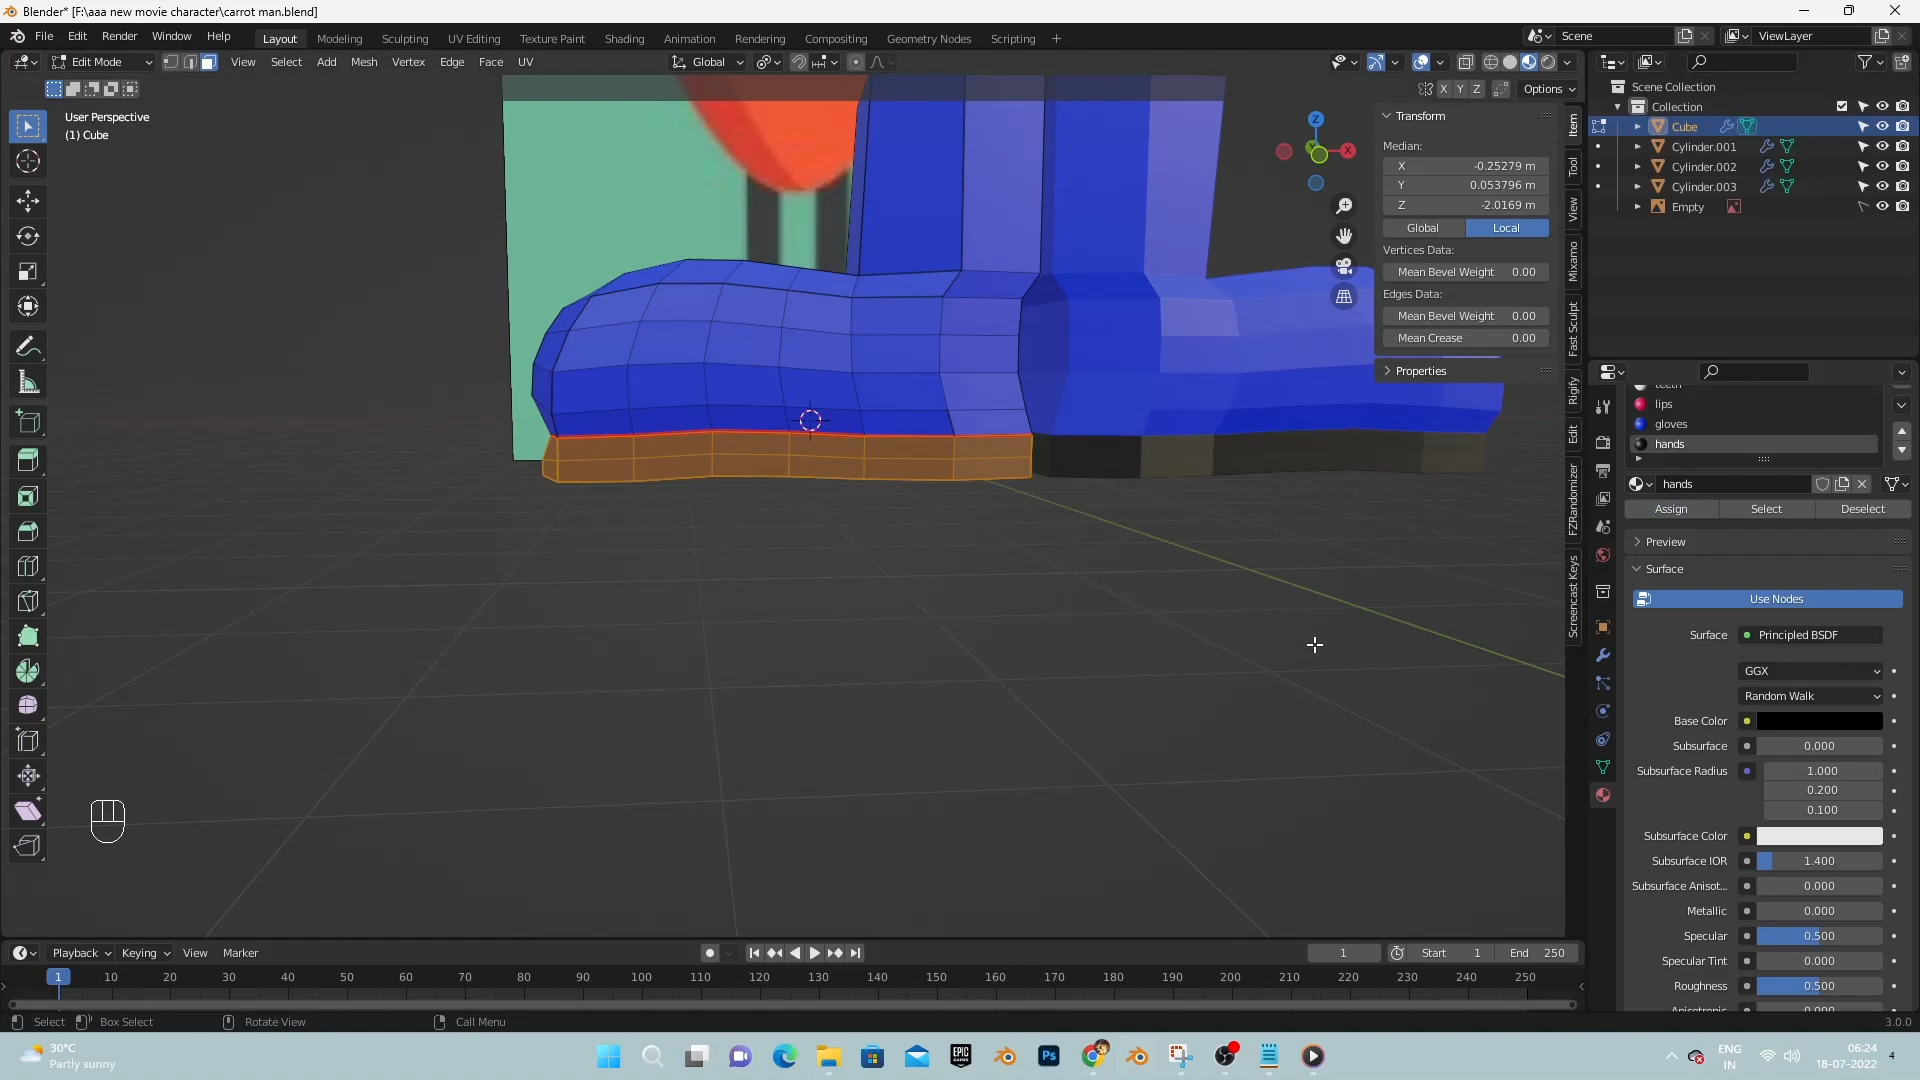 Blender* [F:\aaa new movie character\carrot man.blend]
File Edit Render Window Help Layout Modeling Sculpting UV Editing Texture Paint Shading Animation Rendering Compositing Geometry Nodes Scripting + Scene ViewLayer
Edit Mode View Select Add Mesh Vertex Edge Face UV Global
X Y Z Options
User Perspective
(1) Cube
Z
X
Y
Transform
Median:
X -0.25279 m
Y 0.053796 m
Z -2.0169 m
Global Local
Vertices Data:
Mean Bevel Weight 0.00
Edges Data:
Mean Bevel Weight 0.00
Mean Crease 0.00
Properties
Item
Tool
View
Mixamo
Fast Sculpt
Rigify
Edit
FZRandomizer
Screencast Keys
Scene Collection
Collection
Cube
Cylinder.001
Cylinder.002
Cylinder.003
Empty
teeth
lips
gloves
hands
hands
Assign Select Deselect
Preview
Surface
Use Nodes
Surface Principled BSDF
GGX
Random Walk
Base Color
Subsurface 0.000
Subsurface Radius 1.000
0.200
0.100
Subsurface Color
Subsurface IOR 1.400
Subsurface Anisot... 0.000
Metallic 0.000
Specular 0.500
Specular Tint 0.000
Roughness 0.500
Anisotropic 0.000
Playback Keying View Marker 1 Start 1 End 250
1 10 20 30 40 50 60 70 80 90 100 110 120 130 140 150 160 170 180 190 200 210 220 230 240 250
Select Box Select Rotate View Call Menu 3.0.0
30°C
Partly sunny
EPIC GAMES
Ps
ENG
IN
06:24
18-07-2022
4